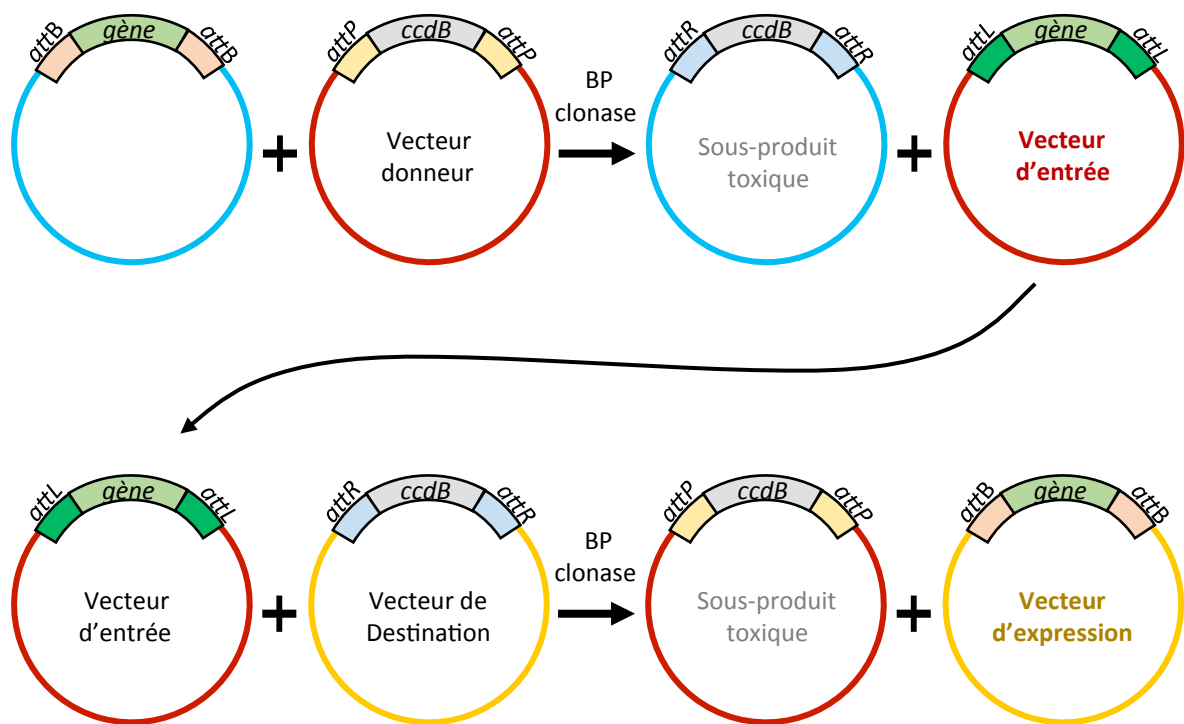 attB gène attB
attP ccdB attP
attR ccdB attR
attL gène attL
BP
clonase
Vecteur
donneur
+
+
Sous-produit
toxique
Vecteur
d'entrée
attL gène attL
attR ccdB attR
attP ccdB attP
attB gène attB
BP
clonase
Vecteur
d'entrée
+
Vecteur de
Destination
Sous-produit
toxique
+
Vecteur
d'expression